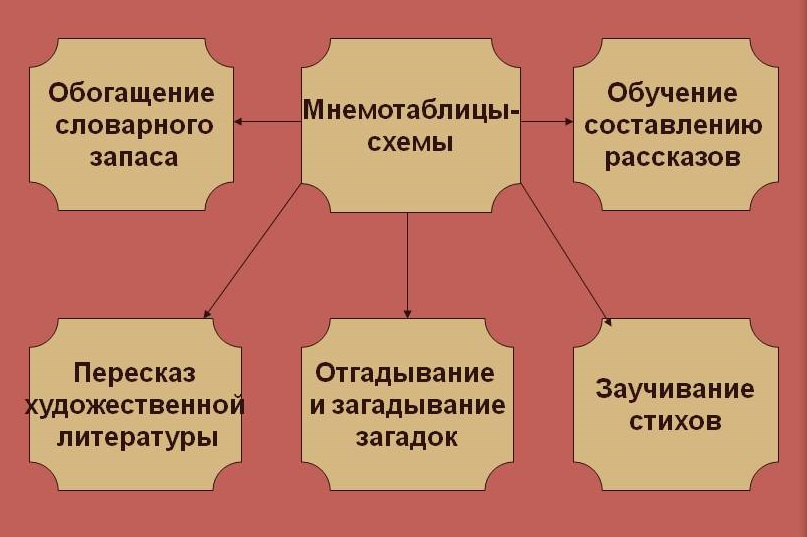 Обогащение
словарного
запаса
Мнемотаблицы-
схемы
Обучение
составлению
рассказов
Пересказ
художественной
литературы
Отгадывание
и загадывание
загадок
Заучивание
стихов